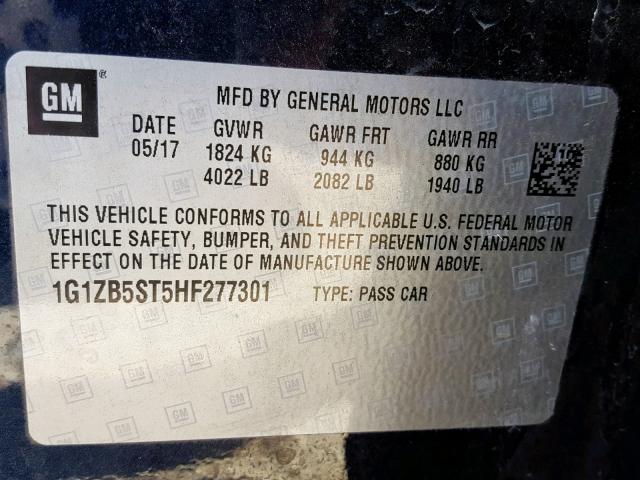 GM ®
MFD BY GENERAL MOTORS LLC
DATE GVWR GAWR FRT GAWR RR
05/17 1824 KG 944 KG 880 KG
4022 LB 2082 LB 1940 LB
THIS VEHICLE CONFORMS TO ALL APPLICABLE U.S. FEDERAL MOTOR
VEHICLE SAFETY, BUMPER, AND THEFT PREVENTION STANDARDS IN
EFFECT ON THE DATE OF MANUFACTURE SHOWN ABOVE.
1G1ZB5ST5HF277301 TYPE: PASS CAR